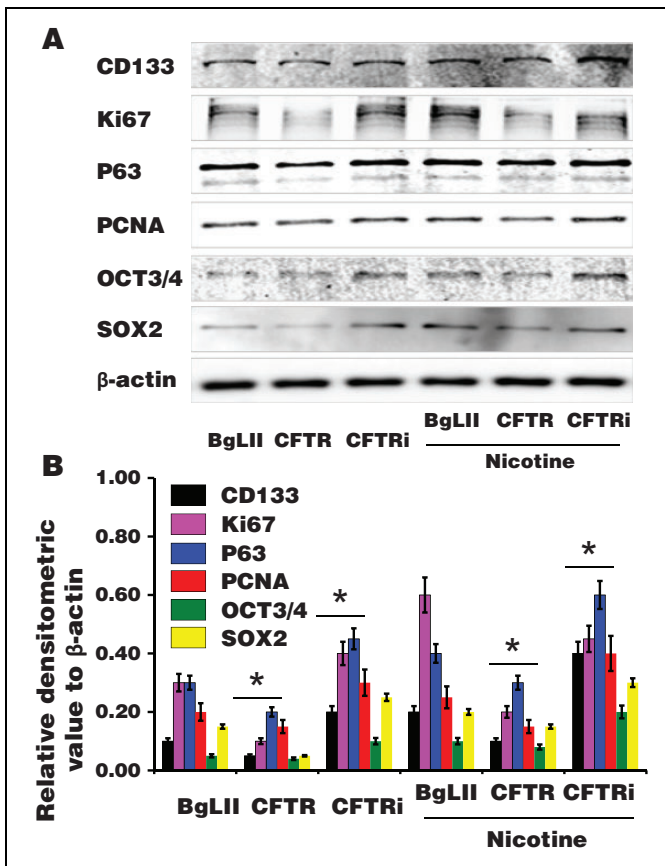 A
CD133
Ki67
P63
PCNA
OCT3/4
SOX2
β-actin
BgLII CFTR CFTRi BgLII CFTR CFTRi
Nicotine
B
Relative densitometric
value to β-actin
1.00
0.80
0.60
0.40
0.20
0.00
CD133
Ki67
P63
PCNA
OCT3/4
SOX2
* * * *
BgLII CFTR CFTRi BgLII CFTR CFTRi
Nicotine